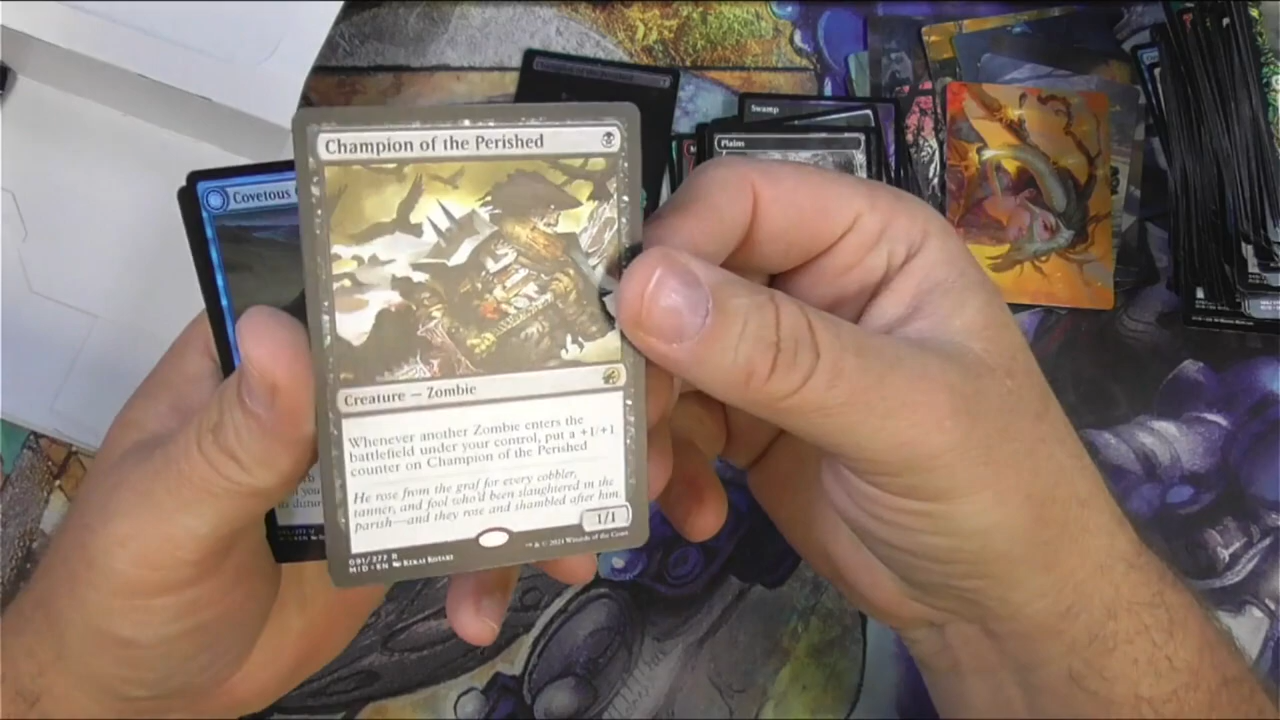 Champion of the Perished
Creature — Zombie
Whenever another Zombie enters the
battlefield under your control, put a +1/+1
counter on Champion of the Perished
He rose from the graf for every cobbler,
tanner, and fool who'd been slaughtered in the
parish—and they rose and shambled after him.
1/1
091/277 R
MID • EN Kekai Kotaki
™ & © 2021 Wizards of the Coast
Covetous
Swamp
Plains